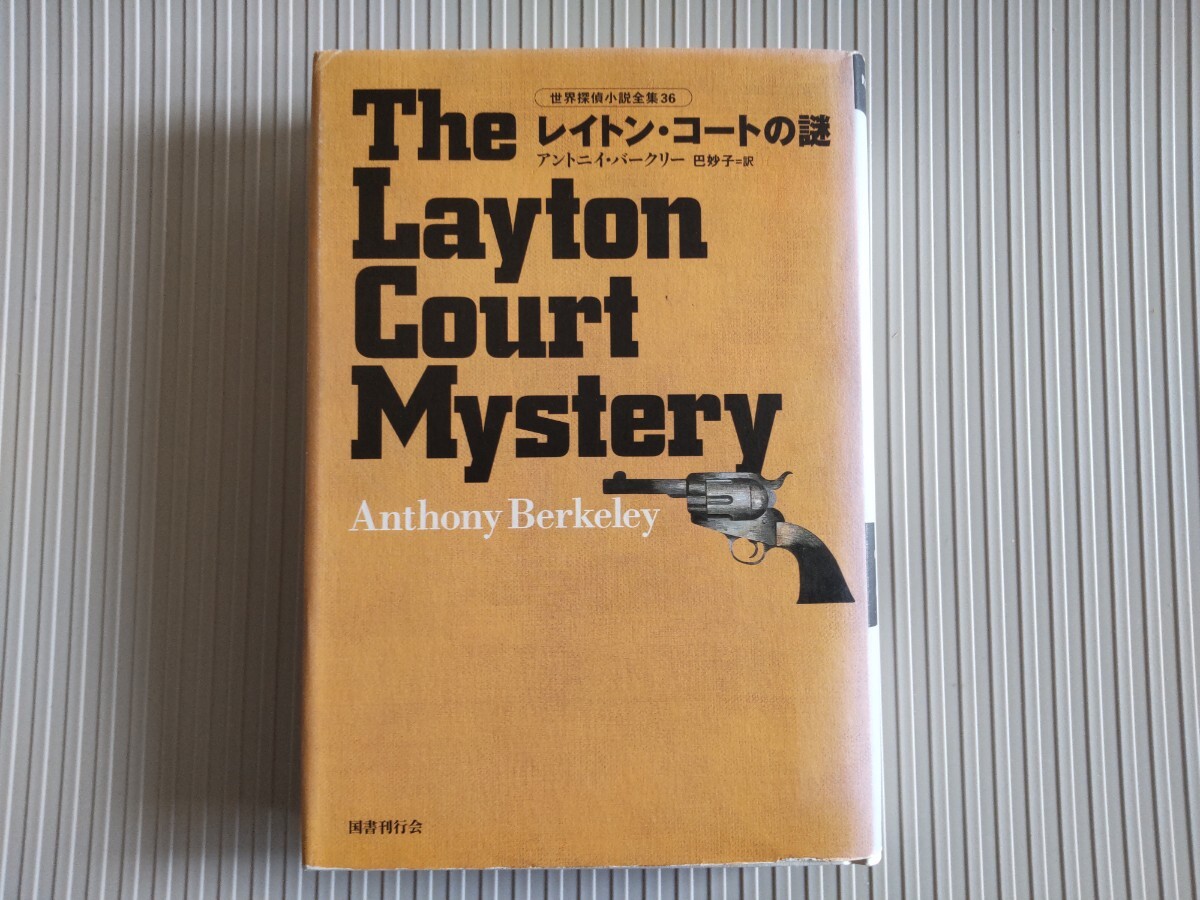 世界探偵小説全集36
The
レイトン・コートの謎
アントニイ・バークリー 巴妙子=訳
Layton
Court
Mystery
Anthony Berkeley
国書刊行会